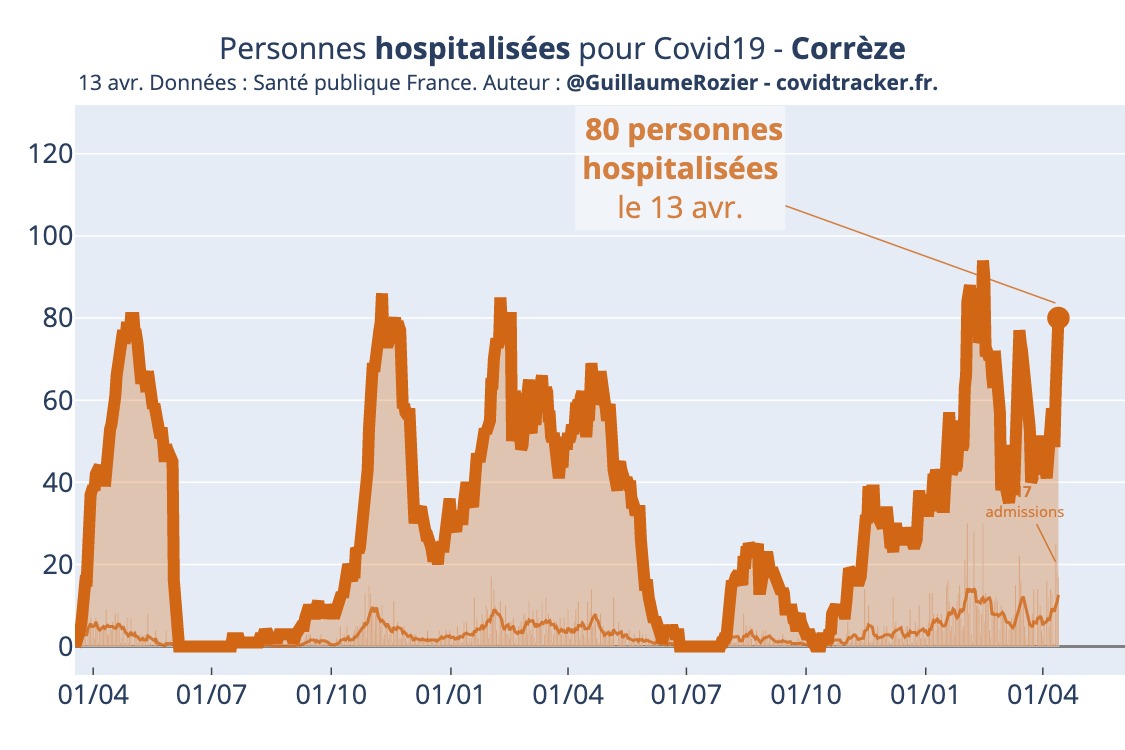 Personnes hospitalisées pour Covid19 - Corrèze
13 avr. Données : Santé publique France. Auteur : @GuillaumeRozier - covidtracker.fr.
80 personnes
hospitalisées
le 13 avr.
120
100
80
60
40
20
0
admissions
01/04
01/07
01/10
01/01
01/04
01/07
01/10
01/01
01/04